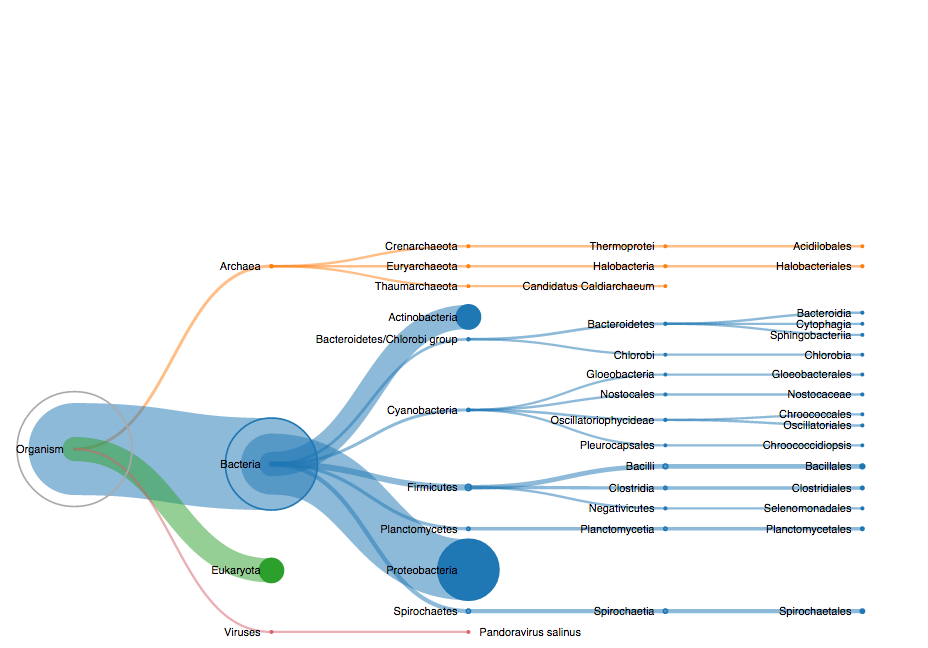 Crenarchaeota Thermoprotei Acidilobales
Archaea Euryarchaeota Halobacteria Halobacteriales
Thaumarchaeota Candidatus Caldiarchaeum
Bacteroidia
Actinobacteria
Bacteroidetes Cytophagia
Sphingobacteriia
Bacteroidetes/Chlorobi group
Chlorobi Chlorobia
Gloeobacteria Gloeobacterales
Nostocales Nostocaceae
Cyanobacteria
Chroococcales
Oscillatoriophycideae
Oscillatoriales
Pleurocapsales Chroococcidiopsis
Organism
Bacteria Bacilli Bacillales
Firmicutes Clostridia Clostridiales
Negativicutes Selenomonadales
Planctomycetes Planctomycetia Planctomycetales
Eukaryota Proteobacteria
Spirochaetes Spirochaetia Spirochaetales
Viruses Pandoravirus salinus